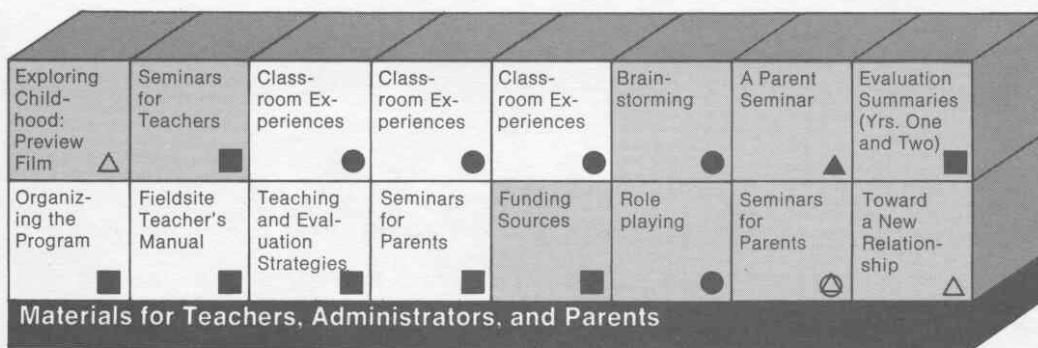 Exploring
Child-
hood:
Preview
Film
Seminars
for
Teachers
Class-
room Ex-
periences
Class-
room Ex-
periences
Class-
room Ex-
periences
Brain-
storming
A Parent
Seminar
Evaluation
Summaries
(Yrs. One
and Two)
Organiz-
ing the
Program
Fieldsite
Teacher's
Manual
Teaching
and Eval-
uation
Strategies
Seminars
for
Parents
Funding
Sources
Role
playing
Seminars
for
Parents
Toward
a New
Relation-
ship
Materials for Teachers, Administrators, and Parents